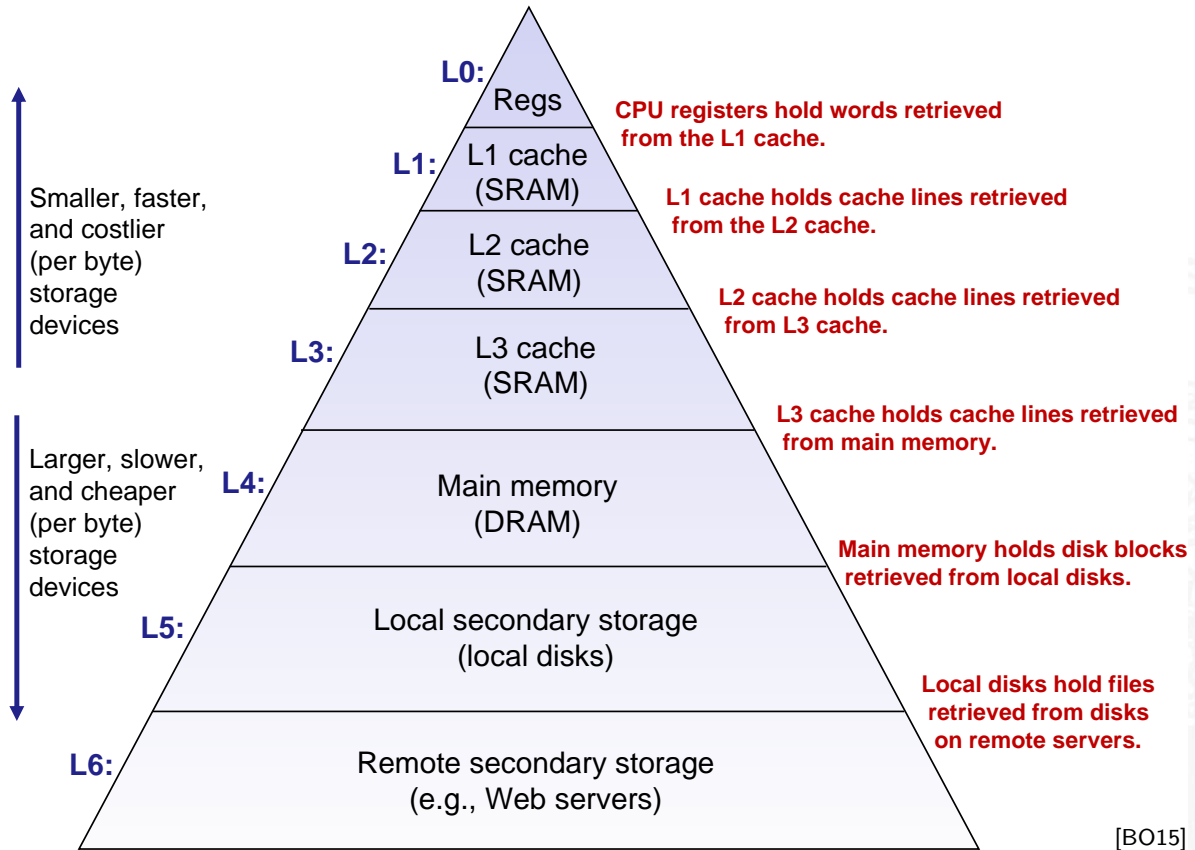 L0:
Regs
CPU registers hold words retrieved
from the L1 cache.
L1:
L1 cache
(SRAM)
L1 cache holds cache lines retrieved
from the L2 cache.
Smaller, faster,
and costlier
(per byte)
storage
devices
L2:
L2 cache
(SRAM)
L2 cache holds cache lines retrieved
from L3 cache.
L3:
L3 cache
(SRAM)
L3 cache holds cache lines retrieved
from main memory.
Larger, slower,
and cheaper
(per byte)
storage
devices
L4:
Main memory
(DRAM)
Main memory holds disk blocks
retrieved from local disks.
L5:
Local secondary storage
(local disks)
Local disks hold files
retrieved from disks
on remote servers.
L6:
Remote secondary storage
(e.g., Web servers)
[BO15]